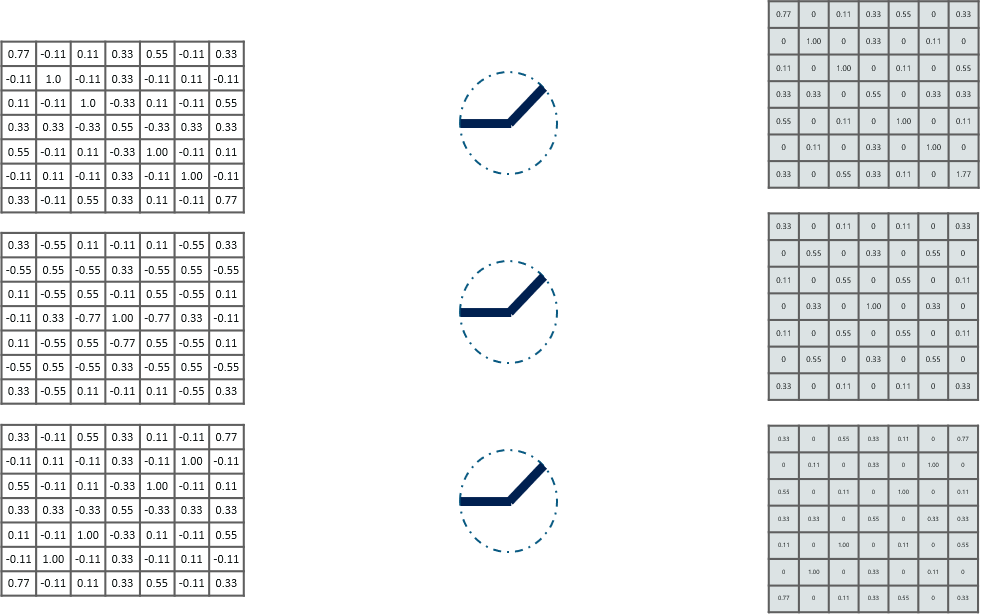 0.77 -0.11 0.11 0.33 0.55 -0.11 0.33
-0.11 1.0 -0.11 0.33 -0.11 0.11 -0.11
0.11 -0.11 1.0 -0.33 0.11 -0.11 0.55
0.33 0.33 -0.33 0.55 -0.33 0.33 0.33
0.55 -0.11 0.11 -0.33 1.00 -0.11 0.11
-0.11 0.11 -0.11 0.33 -0.11 1.00 -0.11
0.33 -0.11 0.55 0.33 0.11 -0.11 0.77
0.33 -0.55 0.11 -0.11 0.11 -0.55 0.33
-0.55 0.55 -0.55 0.33 -0.55 0.55 -0.55
0.11 -0.55 0.55 -0.11 0.55 -0.55 0.11
-0.11 0.33 -0.77 1.00 -0.77 0.33 -0.11
0.11 -0.55 0.55 -0.77 0.55 -0.55 0.11
-0.55 0.55 -0.55 0.33 -0.55 0.55 -0.55
0.33 -0.55 0.11 -0.11 0.11 -0.55 0.33
0.33 -0.11 0.55 0.33 0.11 -0.11 0.77
-0.11 0.11 -0.11 0.33 -0.11 1.00 -0.11
0.55 -0.11 0.11 -0.33 1.00 -0.11 0.11
0.33 0.33 -0.33 0.55 -0.33 0.33 0.33
0.11 -0.11 1.00 -0.33 0.11 -0.11 0.55
-0.11 1.00 -0.11 0.33 -0.11 0.11 -0.11
0.77 -0.11 0.11 0.33 0.55 -0.11 0.33
0.77 0 0.11 0.33 0.55 0 0.33
0 1.00 0 0.33 0 0.11 0
0.11 0 1.00 0 0.11 0 0.55
0.33 0.33 0 0.55 0 0.33 0.33
0.55 0 0.11 0 1.00 0 0.11
0 0.11 0 0.33 0 1.00 0
0.33 0 0.55 0.33 0.11 0 1.77
0.33 0 0.11 0 0.11 0 0.33
0 0.55 0 0.33 0 0.55 0
0.11 0 0.55 0 0.55 0 0.11
0 0.33 0 1.00 0 0.33 0
0.11 0 0.55 0 0.55 0 0.11
0 0.55 0 0.33 0 0.55 0
0.33 0 0.11 0 0.11 0 0.33
0.33 0 0.55 0.33 0.11 0 0.77
0 0.11 0 0.33 0 1.00 0
0.55 0 0.11 0 1.00 0 0.11
0.33 0.33 0 0.55 0 0.33 0.33
0.11 0 1.00 0 0.11 0 0.55
0 1.00 0 0.33 0 0.11 0
0.77 0 0.11 0.33 0.55 0 0.33